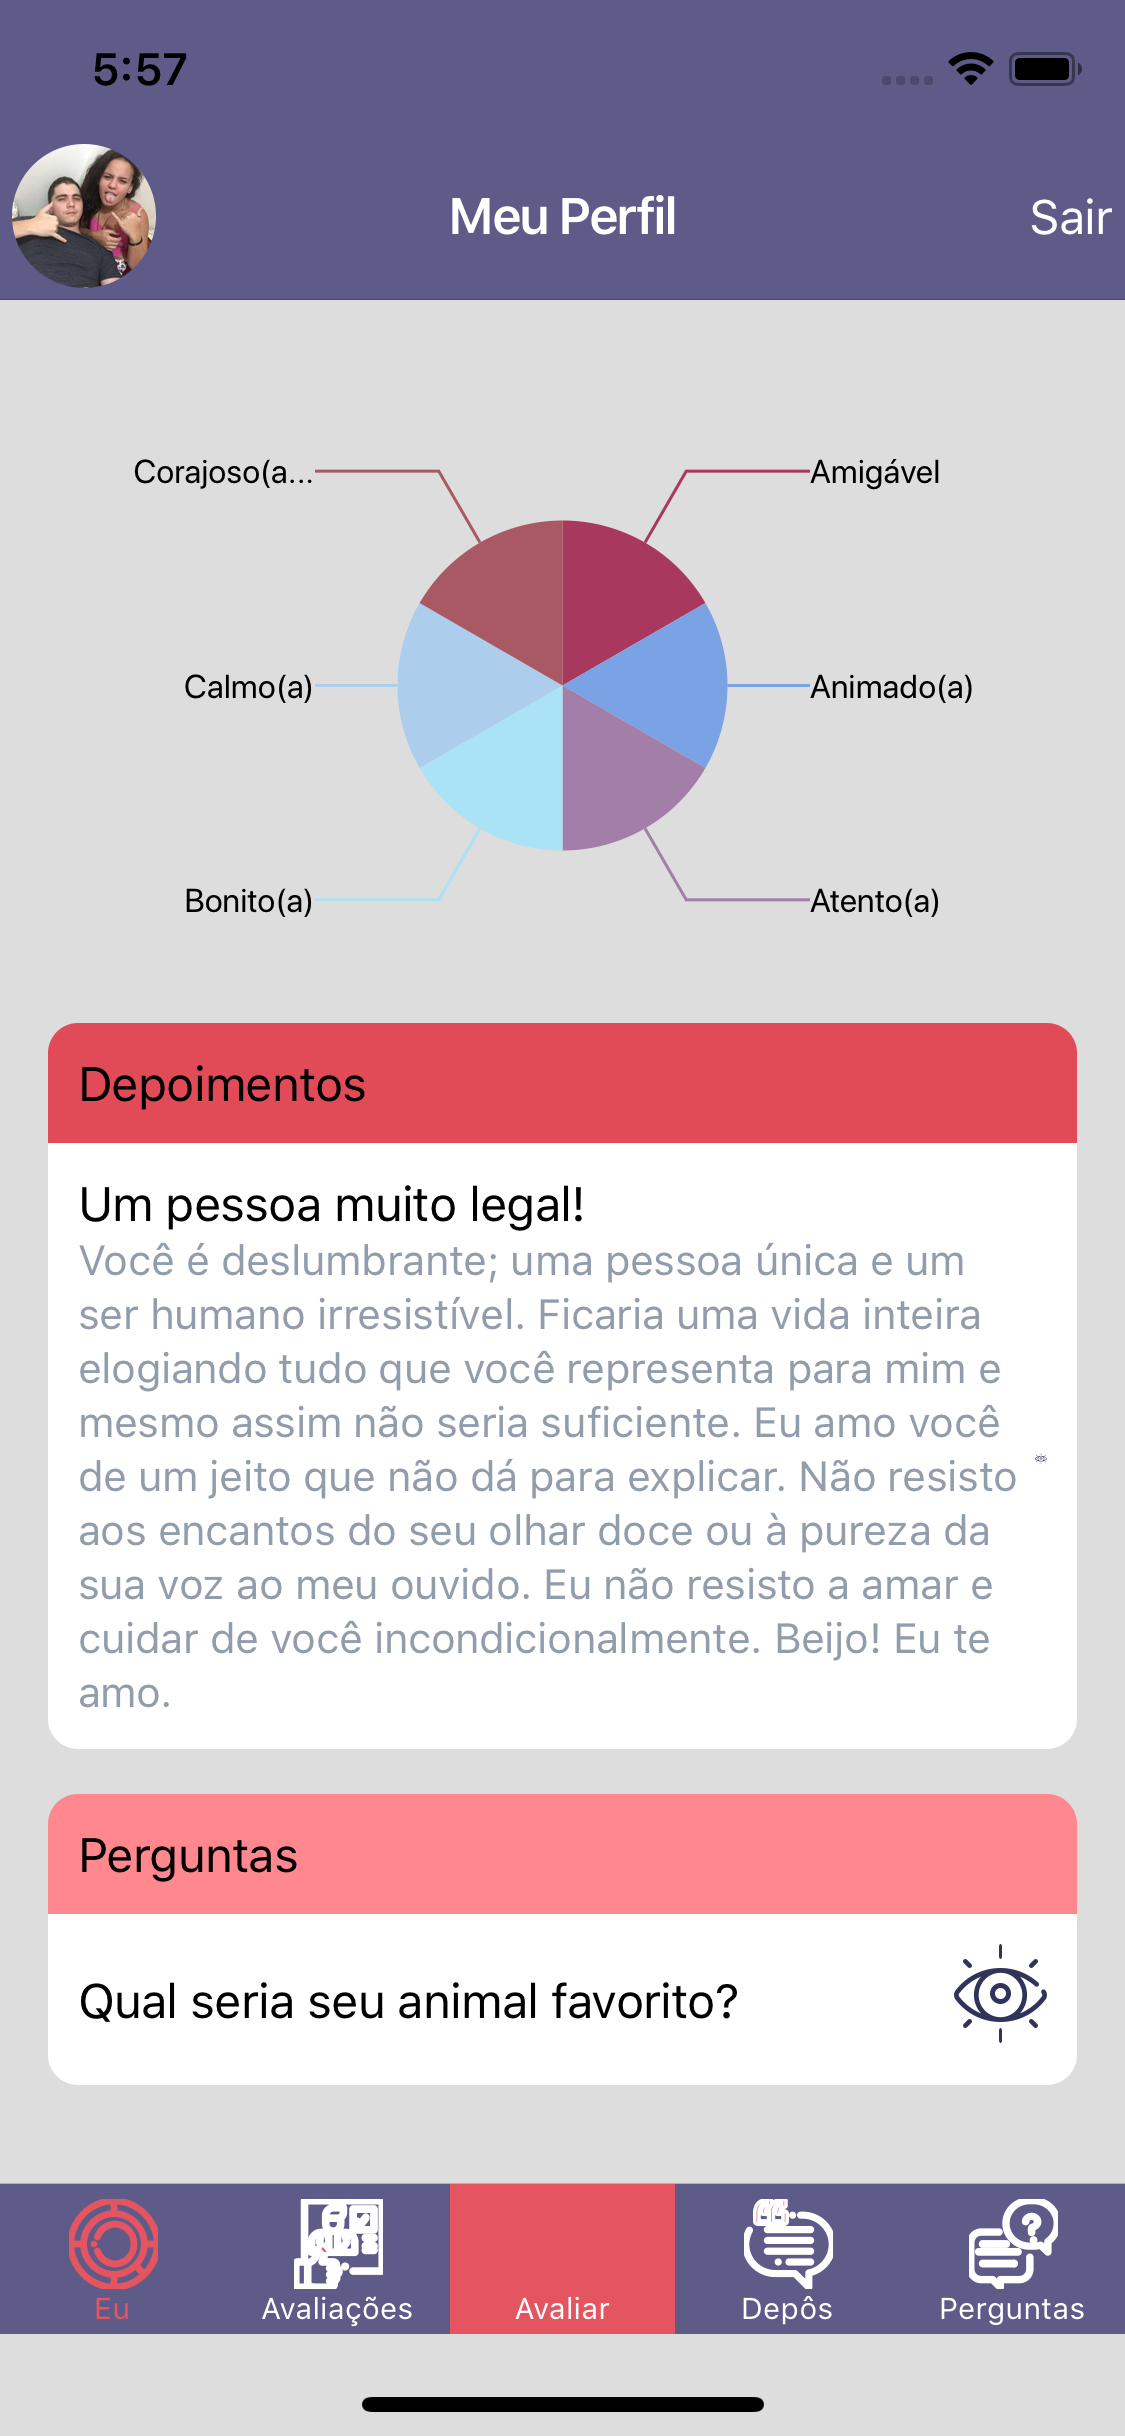 5:57
Meu Perfil
Sair
Corajoso(a...
Amigável
Calmo(a)
Animado(a)
Bonito(a)
Atento(a)
Depoimentos
Um pessoa muito legal!
Você é deslumbrante; uma pessoa única e um
ser humano irresistível. Ficaria uma vida inteira
elogiando tudo que você representa para mim e
mesmo assim não seria suficiente. Eu amo você
de um jeito que não dá para explicar. Não resisto
aos encantos do seu olhar doce ou à pureza da
sua voz ao meu ouvido. Eu não resisto a amar e
cuidar de você incondicionalmente. Beijo! Eu te
amo.
Perguntas
Qual seria seu animal favorito?
Eu
Avaliações
Avaliar
Depôs
Perguntas